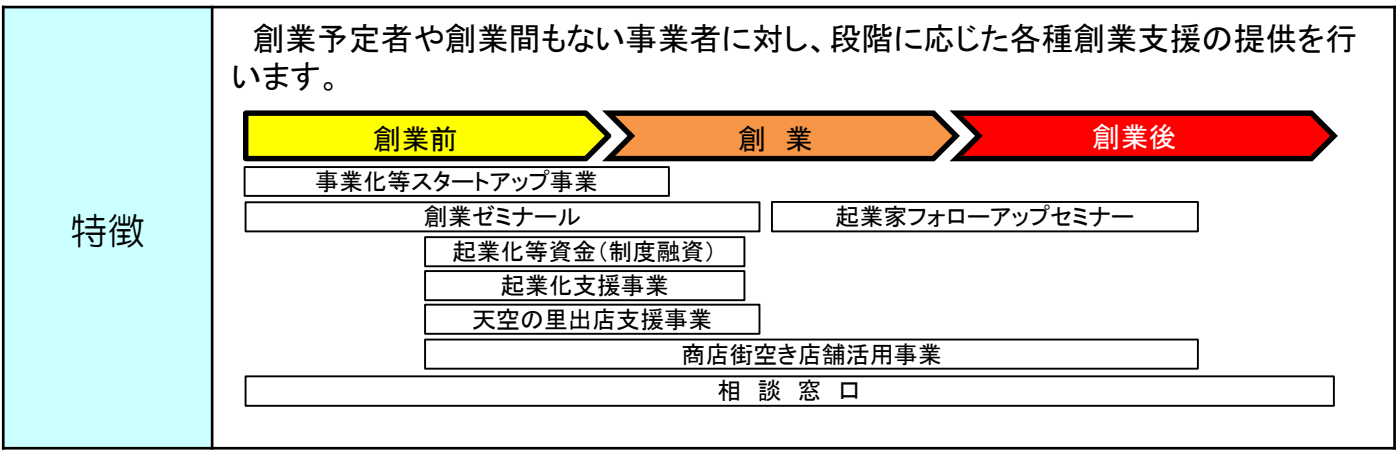 特徴
創業予定者や創業間もない事業者に対し、段階に応じた各種創業支援の提供を行
います。
創業前
創 業
創業後
事業化等スタートアップ事業
創業ゼミナール
起業家フォローアップセミナー
起業化等資金(制度融資)
起業化支援事業
天空の里出店支援事業
商店街空き店舗活用事業
相 談 窓 口